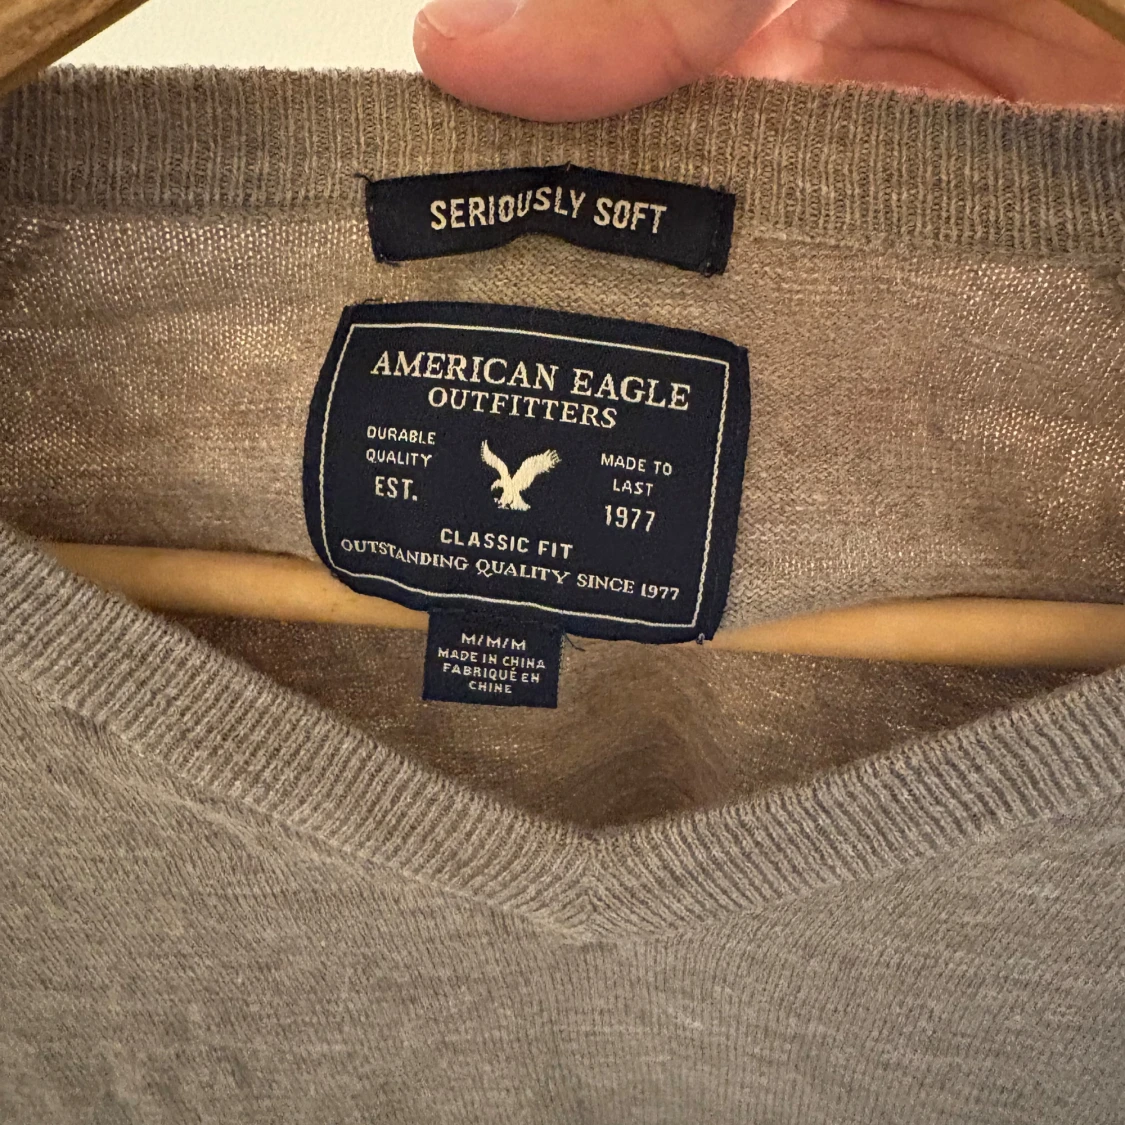 SERIOUSLY SOFT
AMERICAN EAGLE
OUTFITTERS
DURABLE
QUALITY
EST.
MADE TO
LAST
1977
CLASSIC FIT
OUTSTANDING QUALITY SINCE 1977
M/M/M
MADE IN CHINA
FABRIQUÉ EN
CHINE